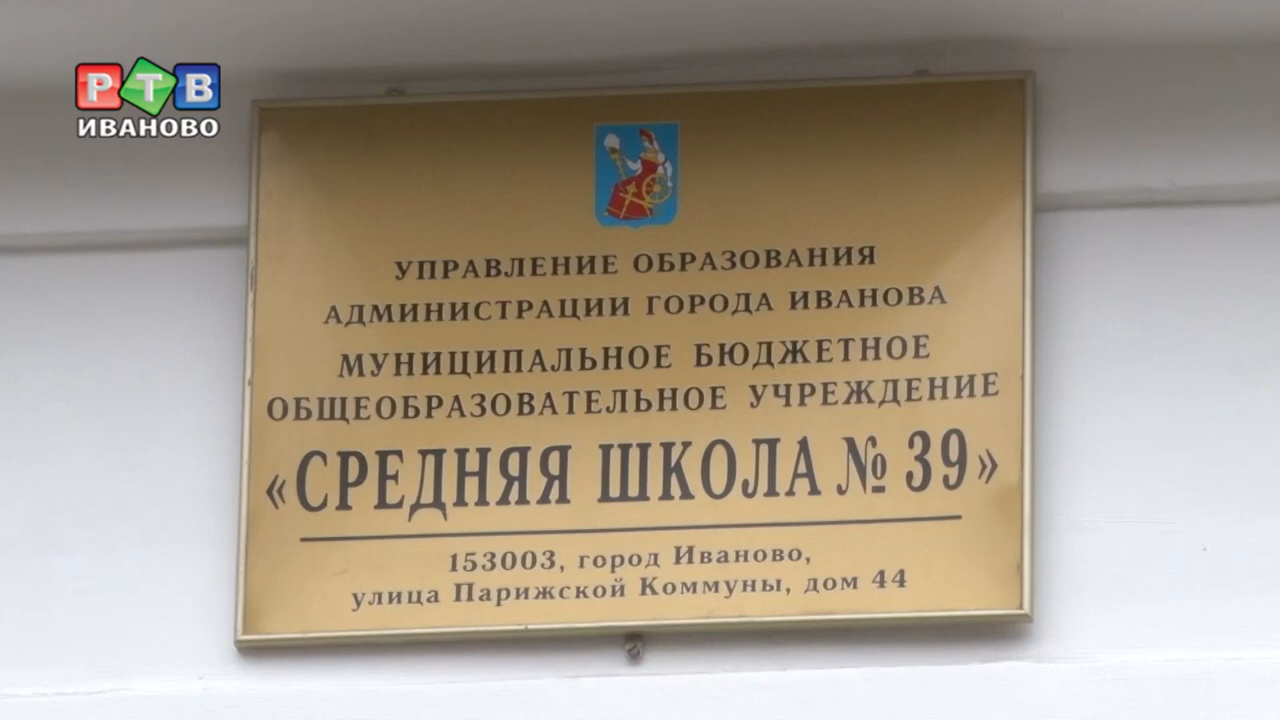 РТВ
ИВАНОВО
УПРАВЛЕНИЕ ОБРАЗОВАНИЯ
АДМИНИСТРАЦИИ ГОРОДА ИВАНОВА
МУНИЦИПАЛЬНОЕ БЮДЖЕТНОЕ
ОБЩЕОБРАЗОВАТЕЛЬНОЕ УЧРЕЖДЕНИЕ
«СРЕДНЯЯ ШКОЛА № 39»
153003, город Иваново,
улица Парижской Коммуны, дом 44